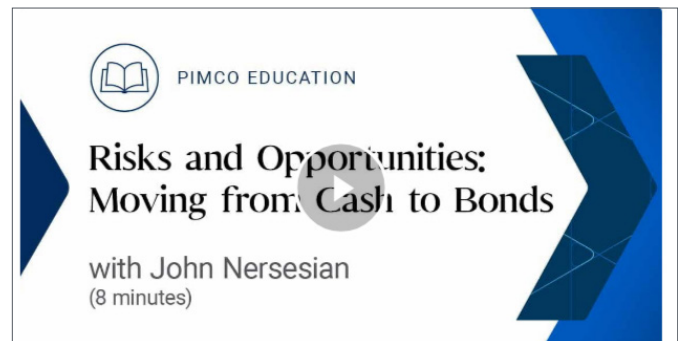 PIMCO EDUCATION
Risks and Opportunities:
Moving from Cash to Bonds
with John Nersesian
(8 minutes)